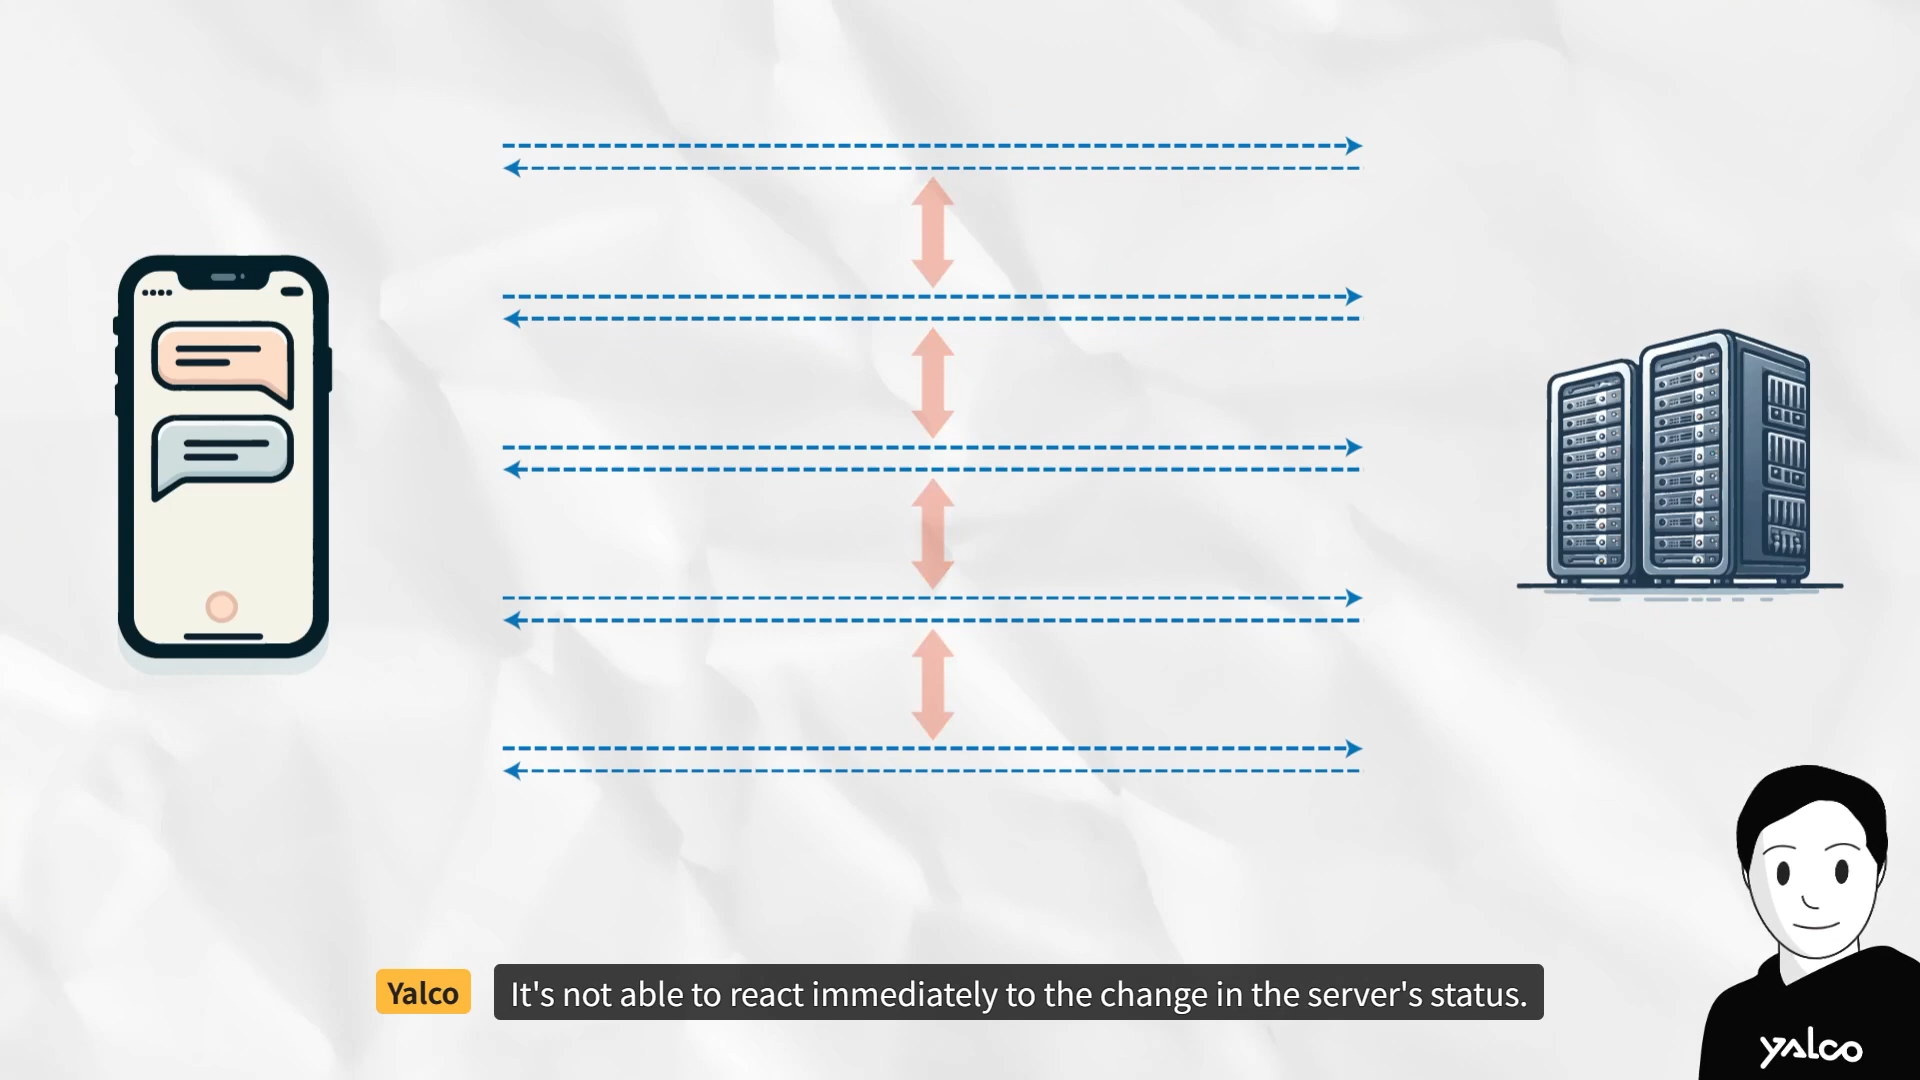 Yalco It's not able to react immediately to the change in the server's status.
yalco